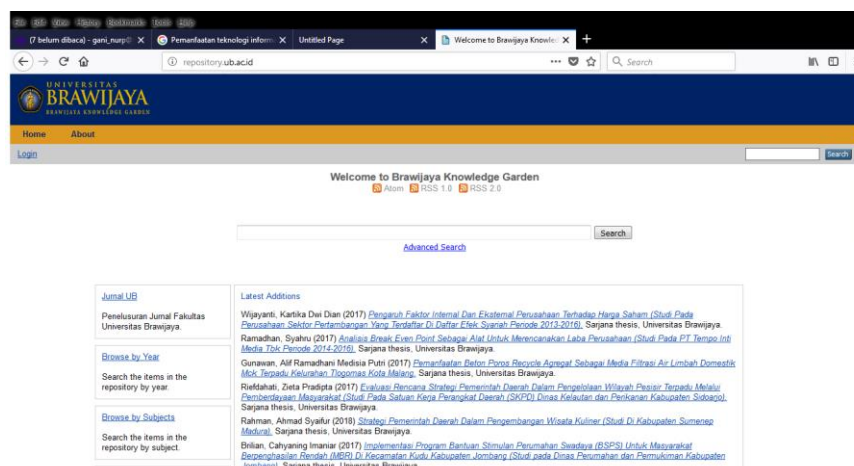 File Edit View History Bookmarks Tools Help
(7 belum dibaca) - gani_nurp
Pemanfaatan teknologi inform
Untitled Page
Welcome to Brawijaya Knowle
repository.ub.ac.id
Search
UNIVERSITAS
BRAWIJAYA
BRAWIJAYA KNOWLEDGE GARDEN
Home About
Login
Search
Welcome to Brawijaya Knowledge Garden
Atom RSS 1.0 RSS 2.0
Search
Advanced Search
Jurnal UB
Penelusuran Jurnal Fakultas
Universitas Brawijaya.
Browse by Year
Search the items in the
repository by year.
Browse by Subjects
Search the items in the
repository by subject.
Latest Additions
Wijayanti, Kartika Dwi Dian (2017) Pengaruh Faktor Internal Dan Eksternal Perusahaan Terhadap Harga Saham (Studi Pada
Perusahaan Sektor Pertambangan Yang Terdaftar Di Daftar Efek Syariah Periode 2013-2016). Sarjana thesis, Universitas Brawijaya.
Ramadhan, Syahru (2017) Analisis Break Even Point Sebagai Alat Untuk Merencanakan Laba Perusahaan (Studi Pada PT Tempo Inti
Media Tbk Periode 2014-2016). Sarjana thesis, Universitas Brawijaya.
Gunawan, Alif Ramadhani Medisia Putri (2017) Pemanfaatan Beton Poros Recycle Agregat Sebagai Media Filtrasi Air Limbah Domestik
Mck Terpadu Kelurahan Tlogomas Kota Malang. Sarjana thesis, Universitas Brawijaya.
Riefdahati, Zieta Pradipta (2017) Evaluasi Rencana Strategi Pemerintah Daerah Dalam Pengelolaan Wilayah Pesisir Terpadu Melalui
Pemberdayaan Masyarakat (Studi Pada Satuan Kerja Perangkat Daerah (SKPD) Dinas Kelautan dan Perikanan Kabupaten Sidoarjo).
Sarjana thesis, Universitas Brawijaya.
Rahman, Ahmad Syaifur (2018) Strategi Pemerintah Daerah Dalam Pengembangan Wisata Kuliner (Studi Di Kabupaten Sumenep
Madura). Sarjana thesis, Universitas Brawijaya.
Brilian, Cahyaning Imaniar (2017) Implementasi Program Bantuan Stimulan Perumahan Swadaya (BSPS) Untuk Masyarakat
Berpenghasilan Rendah (MBR) Di Kecamatan Kudu Kabupaten Jombang (Studi pada Dinas Perumahan dan Permukiman Kabupaten
Jombang). Sarjana thesis, Universitas Brawijaya.